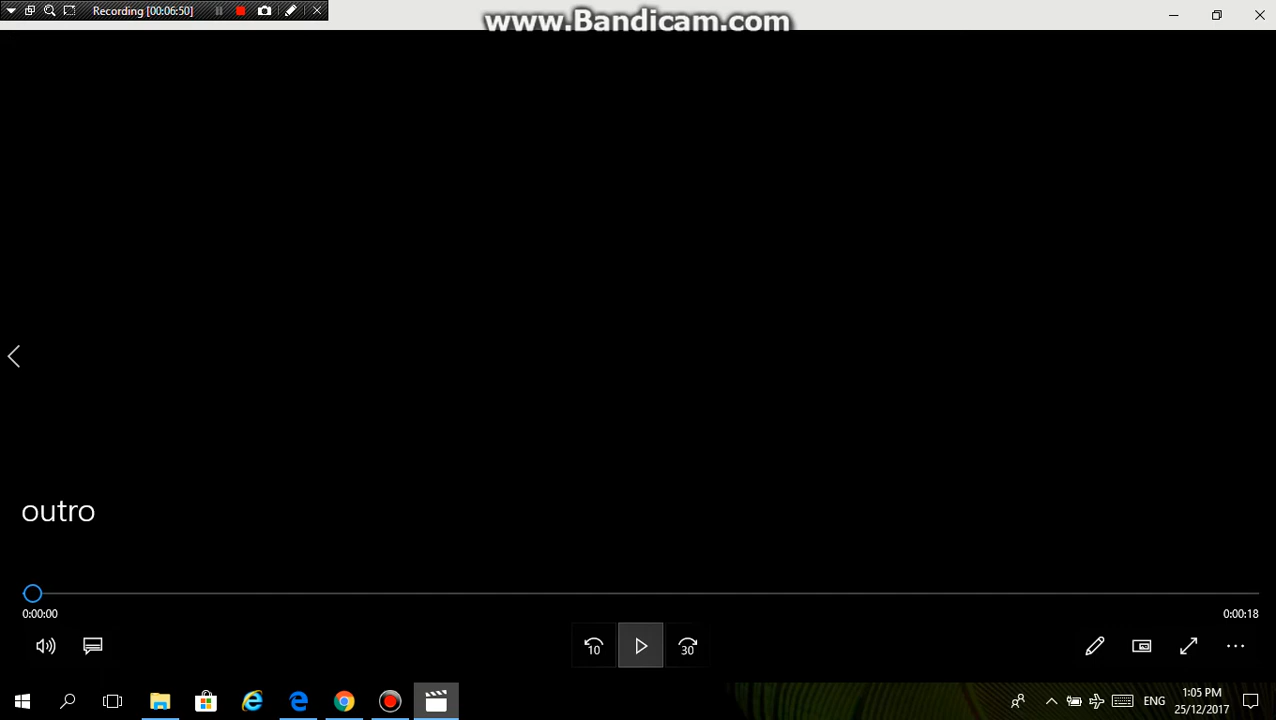 Recording [00:06:50]
www.Bandicam.com
outro
0:00:00
0:00:18
10
30
ENG
1:05 PM
25/12/2017